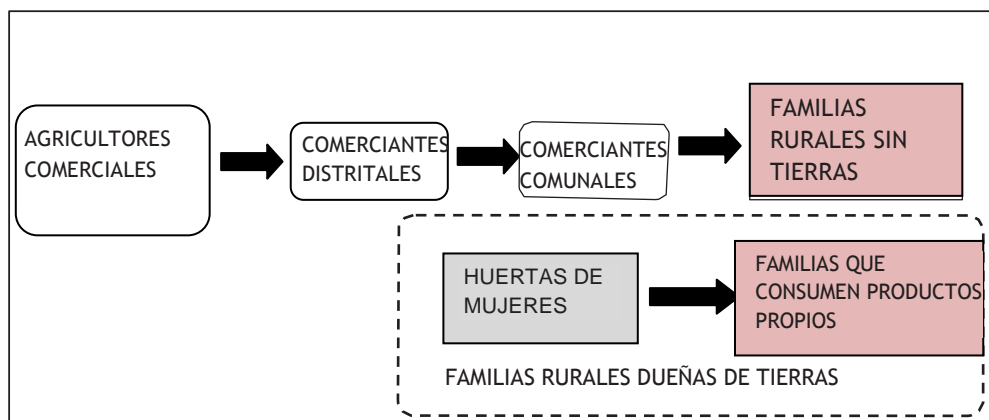 AGRICULTORES
COMERCIALES
COMERCIANTES
DISTRITALES
COMERCIANTES
COMUNALES
FAMILIAS
RURALES SIN
TIERRAS
HUERTAS DE
MUJERES
FAMILIAS QUE
CONSUMEN PRODUCTOS
PROPIOS
FAMILIAS RURALES DUEÑAS DE TIERRAS